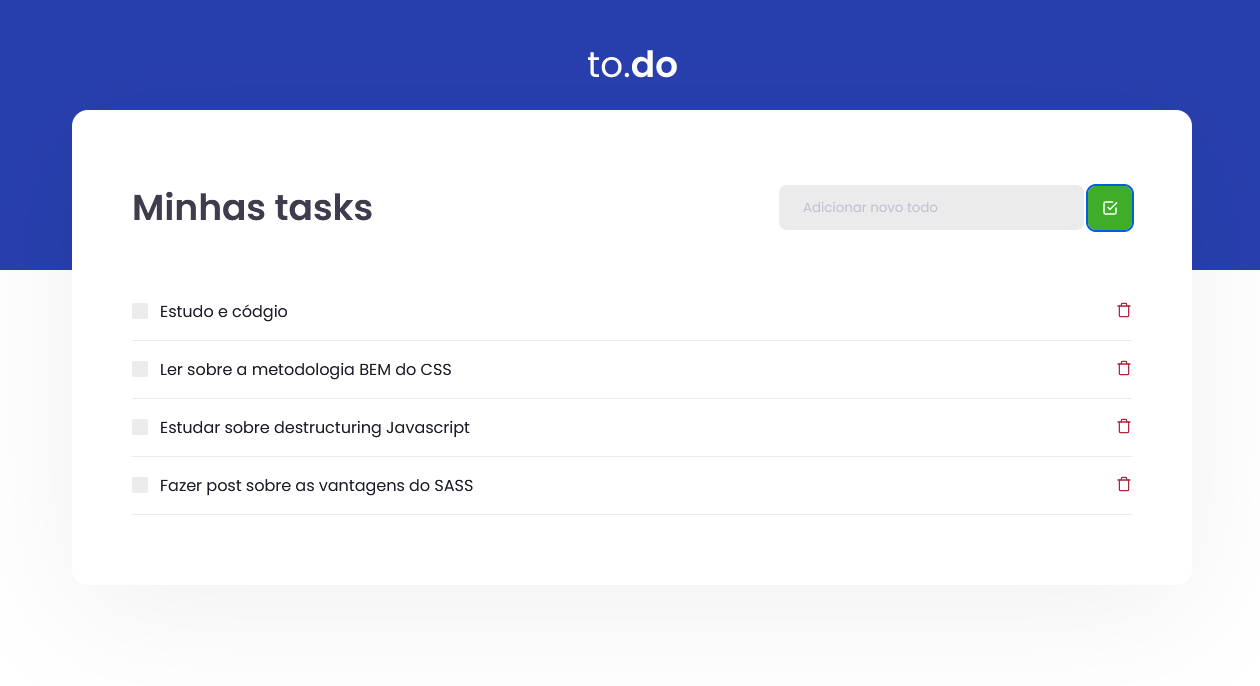 to.do
Minhas tasks
Adicionar novo todo
Estudo e códgio
Ler sobre a metodologia BEM do CSS
Estudar sobre destructuring Javascript
Fazer post sobre as vantagens do SASS